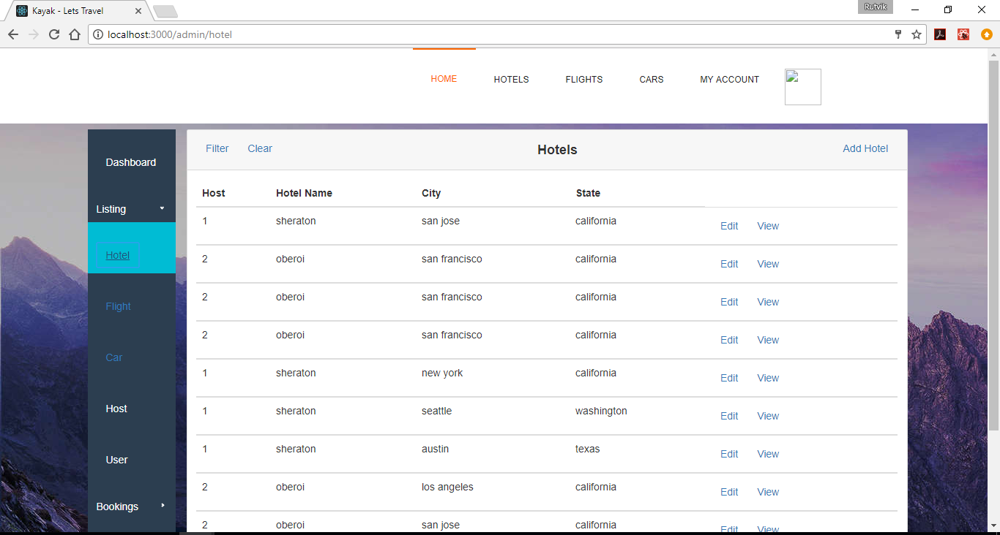 Kayak - Lets Travel
Rutvik
localhost:3000/admin/hotel
HOME HOTELS FLIGHTS CARS MY ACCOUNT
Dashboard
Listing
Hotel
Flight
Car
Host
User
Bookings
Filter Clear Hotels Add Hotel
Host Hotel Name City State
1 sheraton san jose california Edit View
2 oberoi san francisco california Edit View
2 oberoi san francisco california Edit View
2 oberoi san francisco california Edit View
1 sheraton new york california Edit View
1 sheraton seattle washington Edit View
1 sheraton austin texas Edit View
2 oberoi los angeles california Edit View
2 oberoi san jose california Edit View